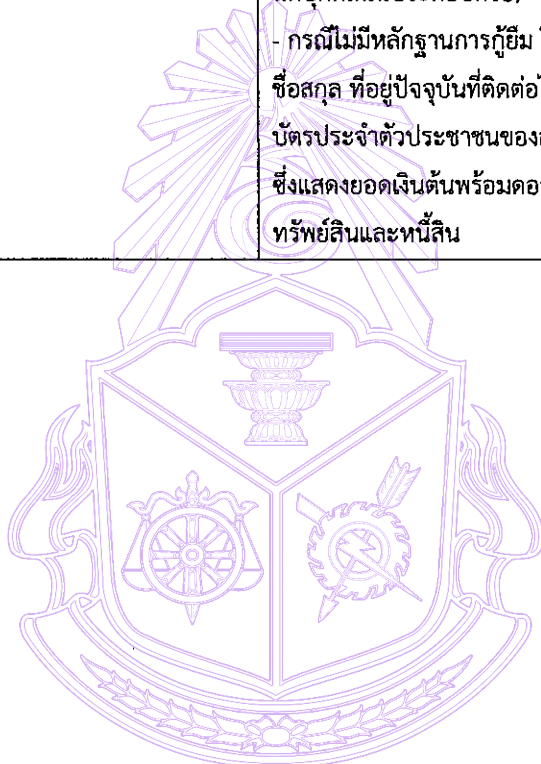 - กรณีไม่มีหลักฐานการกู้ยืม
ชื่อสกุล ที่อยู่ปัจจุบันที่ติดต่อ
บัตรประจำตัวประชาชนของ
ซึ่งแสดงยอดเงินต้นพร้อมดอ
ทรัพย์สินและหนี้สิน